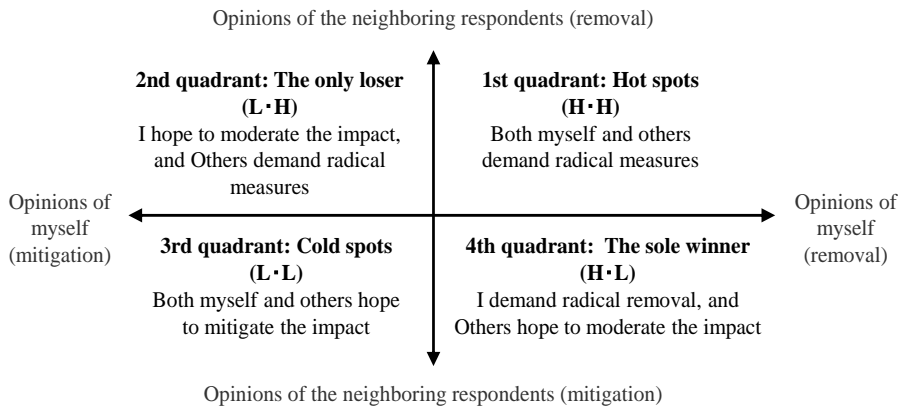 Opinions of the neighboring respondents (removal)
2nd quadrant: The only loser
(L・H)
I hope to moderate the impact,
and Others demand radical
measures
1st quadrant: Hot spots
(H・H)
Both myself and others
demand radical measures
Opinions of
myself
(mitigation)
Opinions of
myself
(removal)
3rd quadrant: Cold spots
(L・L)
Both myself and others hope
to mitigate the impact
4th quadrant:  The sole winner
(H・L)
I demand radical removal, and
Others hope to moderate the impact
Opinions of the neighboring respondents (mitigation)